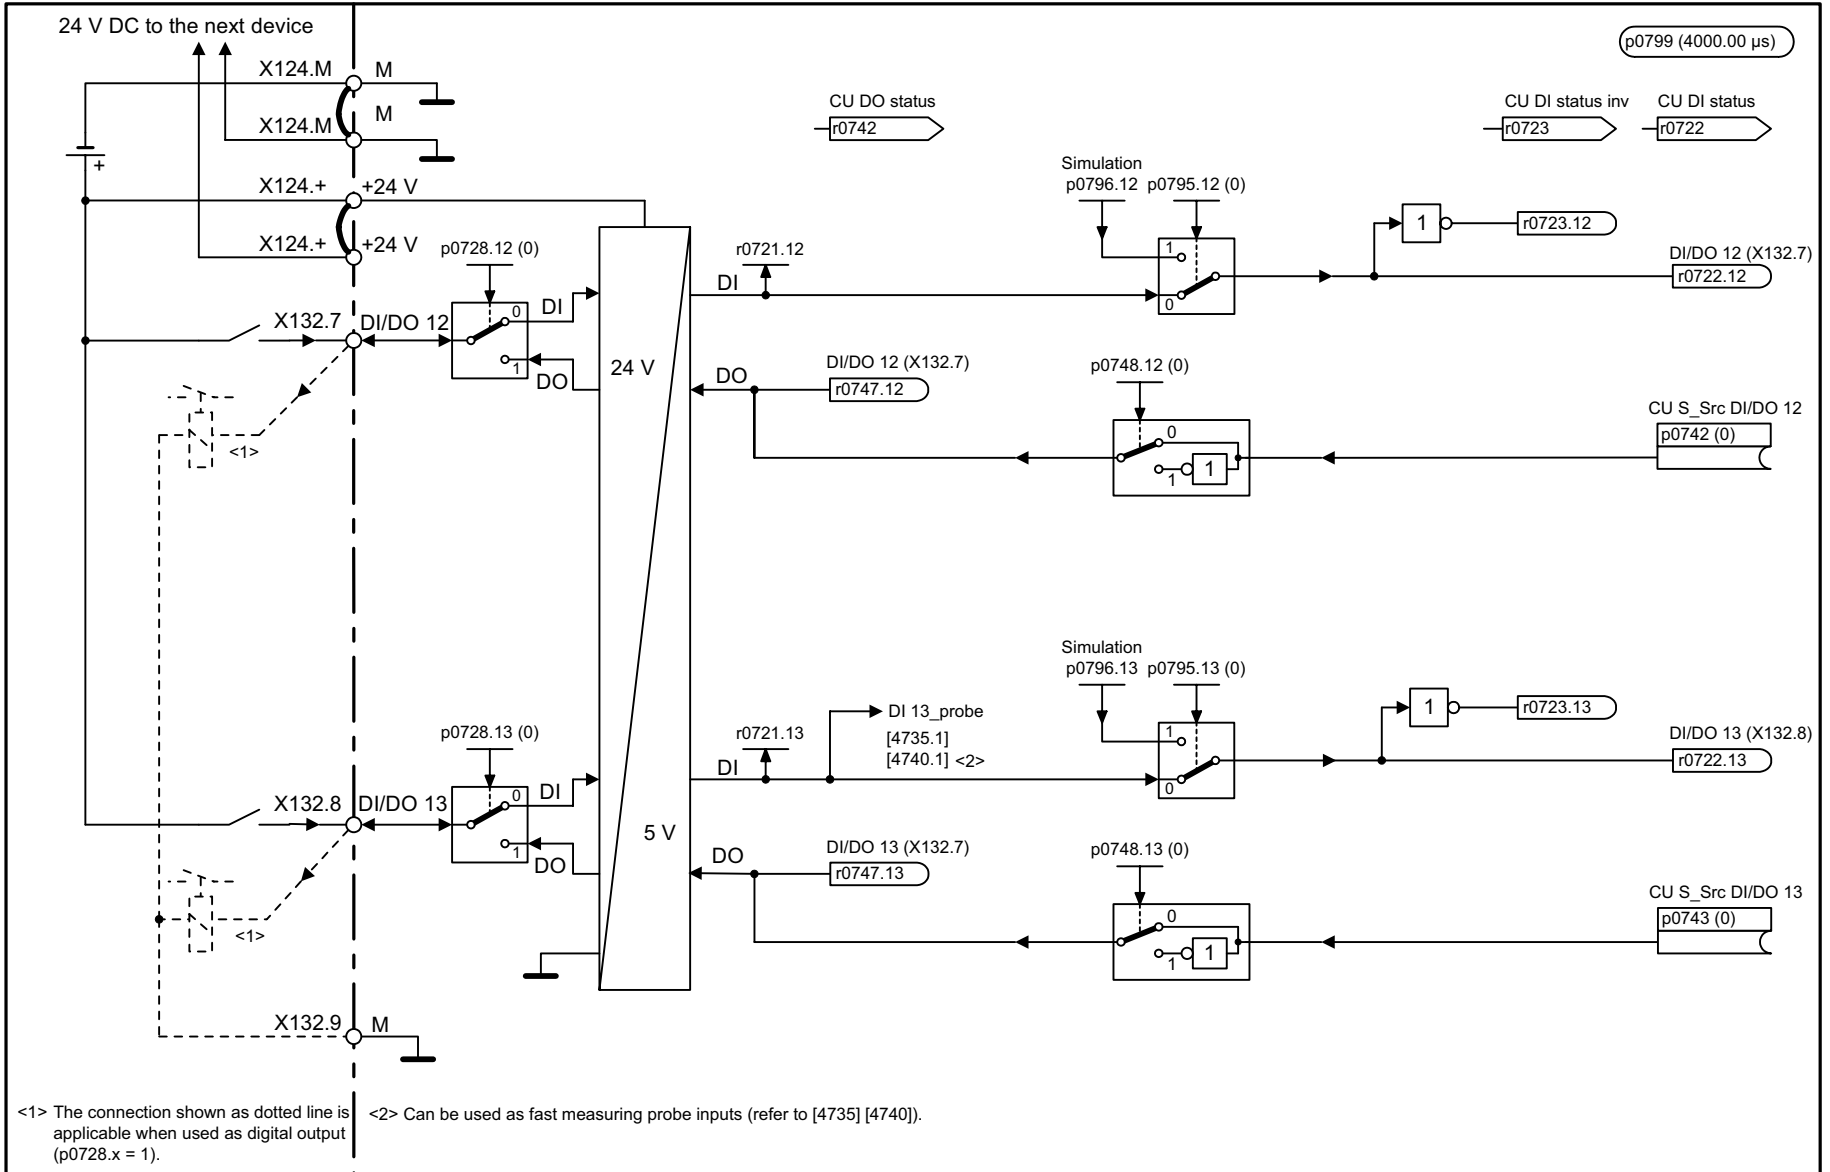 24 V DC to the next device
p0799 (4000.00 µs)
X124.M
M
CU DO status
r0742
CU DI status inv
r0723
CU DI status
r0722
X124.M
M
+
X124.+
+24 V
X124.+
+24 V
Simulation
p0796.12
p0795.12 (0)
1
0
1
r0723.12
DI/DO 12 (X132.7)
r0722.12
p0728.12 (0)
r0721.12
DI
X132.7
DI/DO 12
0
DI
1
DO
24 V
DO
DI/DO 12 (X132.7)
r0747.12
p0748.12 (0)
0
1
1
CU S_Src DI/DO 12
p0742 (0)
<1>
Simulation
p0796.13
p0795.13 (0)
1
0
1
r0723.13
DI/DO 13 (X132.8)
r0722.13
p0728.13 (0)
r0721.13
DI
DI 13_probe
[4735.1]
[4740.1] <2>
X132.8
DI/DO 13
0
DI
1
DO
5 V
DO
DI/DO 13 (X132.7)
r0747.13
p0748.13 (0)
0
1
1
CU S_Src DI/DO 13
p0743 (0)
<1>
X132.9
M
<1> The connection shown as dotted line is
applicable when used as digital output
(p0728.x = 1).
<2> Can be used as fast measuring probe inputs (refer to [4735] [4740]).